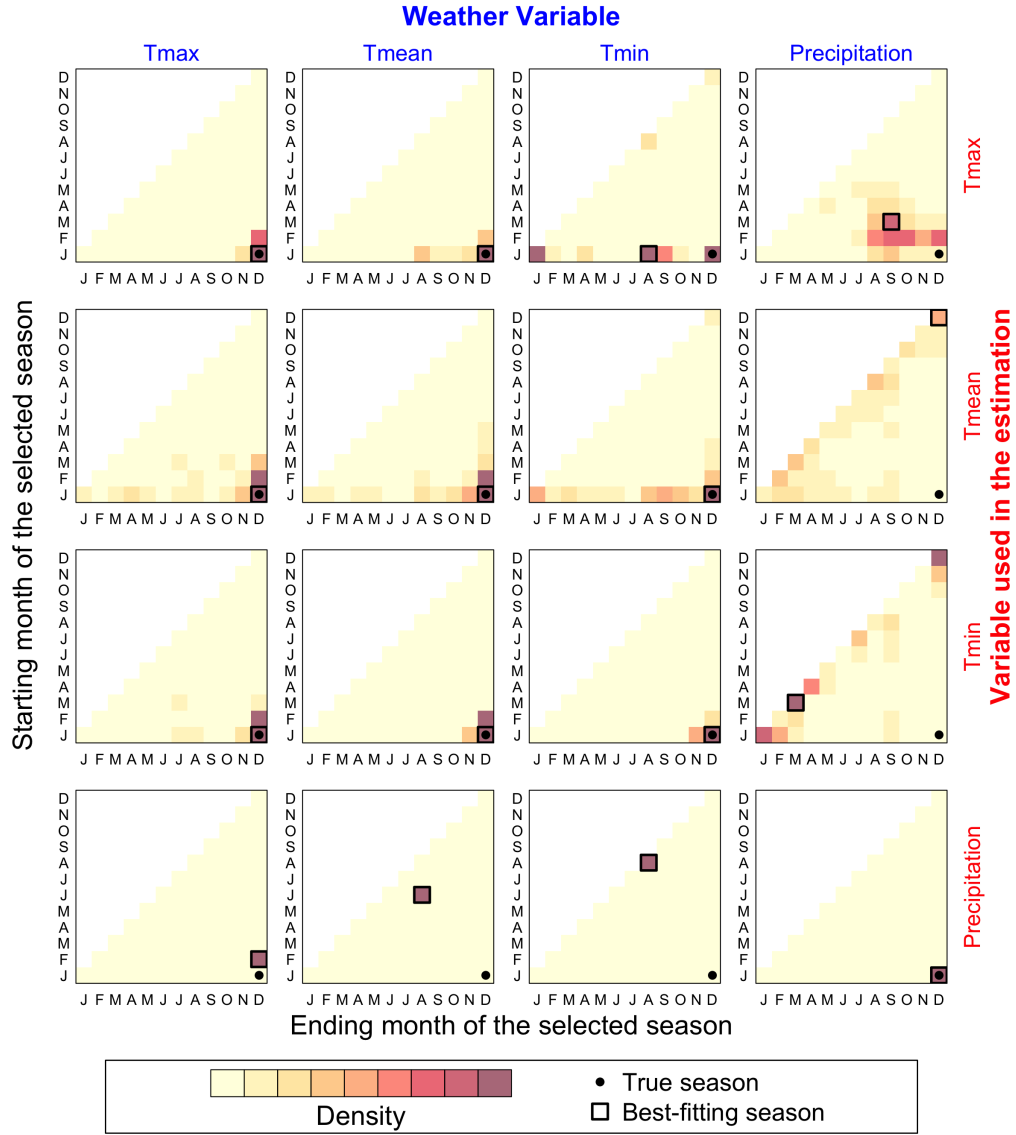 Weather Variable
Tmax Tmean Tmin Precipitation
D D D D
N N N N
O O O O
S S S S
A A A A
J J J J
J J J J
M M M M
A A A A
M M M M
F F F F
J J J J
Tmax
J F M A M J J A S O N D J F M A M J J A S O N D J F M A M J J A S O N D J F M A M J J A S O N D
D D D D
N N N N
O O O O
S S S S
A A A A
J J J J
J J J J
M M M M
A A A A
M M M M
F F F F
J J J J
Tmean
J F M A M J J A S O N D J F M A M J J A S O N D J F M A M J J A S O N D J F M A M J J A S O N D
Starting month of the selected season
Variable used in the estimation
D D D D
N N N N
O O O O
S S S S
A A A A
J J J J
J J J J
M M M M
A A A A
M M M M
F F F F
J J J J
Tmin
J F M A M J J A S O N D J F M A M J J A S O N D J F M A M J J A S O N D J F M A M J J A S O N D
D D D D
N N N N
O O O O
S S S S
A A A A
J J J J
J J J J
M M M M
A A A A
M M M M
F F F F
J J J J
Precipitation
J F M A M J J A S O N D J F M A M J J A S O N D J F M A M J J A S O N D J F M A M J J A S O N D
Ending month of the selected season
Density
True season
Best-fitting season